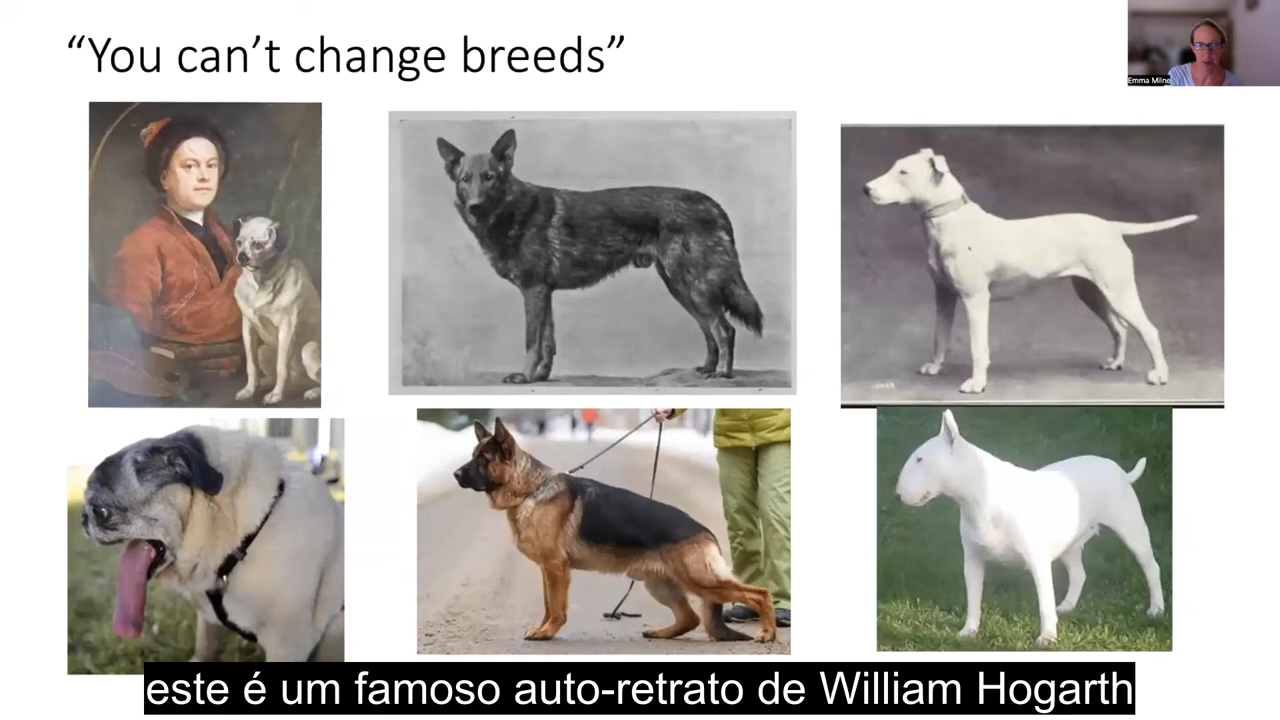 “You can’t change breeds”
Emma Milne
este é um famoso auto-retrato de William Hogarth